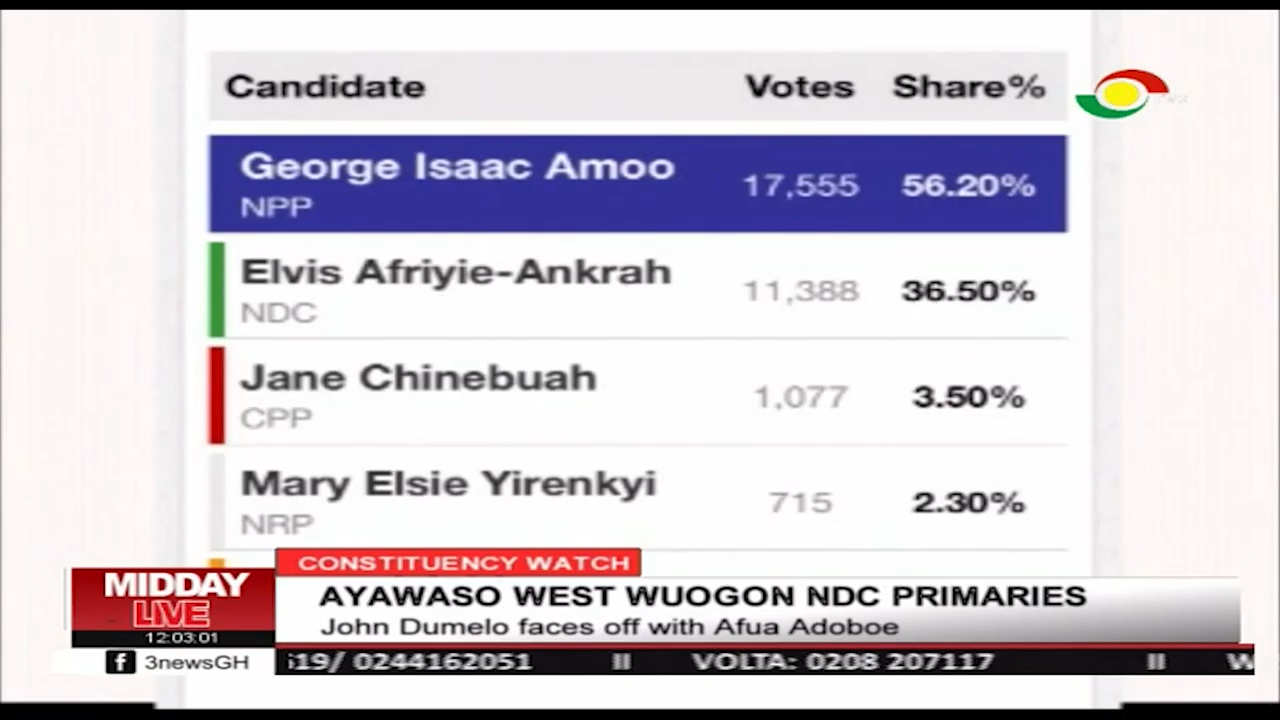 Candidate Votes Share%
George Isaac Amoo 17,555 56.20%
NPP
Elvis Afriyie-Ankrah 11,388 36.50%
NDC
Jane Chinebuah 1,077 3.50%
CPP
Mary Elsie Yirenkyi 715 2.30%
NRP
CONSTITUENCY WATCH
MIDDAY
LIVE
12:03:01
AYAWASO WEST WUOGON NDC PRIMARIES
John Dumelo faces off with Afua Adoboe
f 3newsGH
619/ 0244162051 II VOLTA: 0208 207117 II W